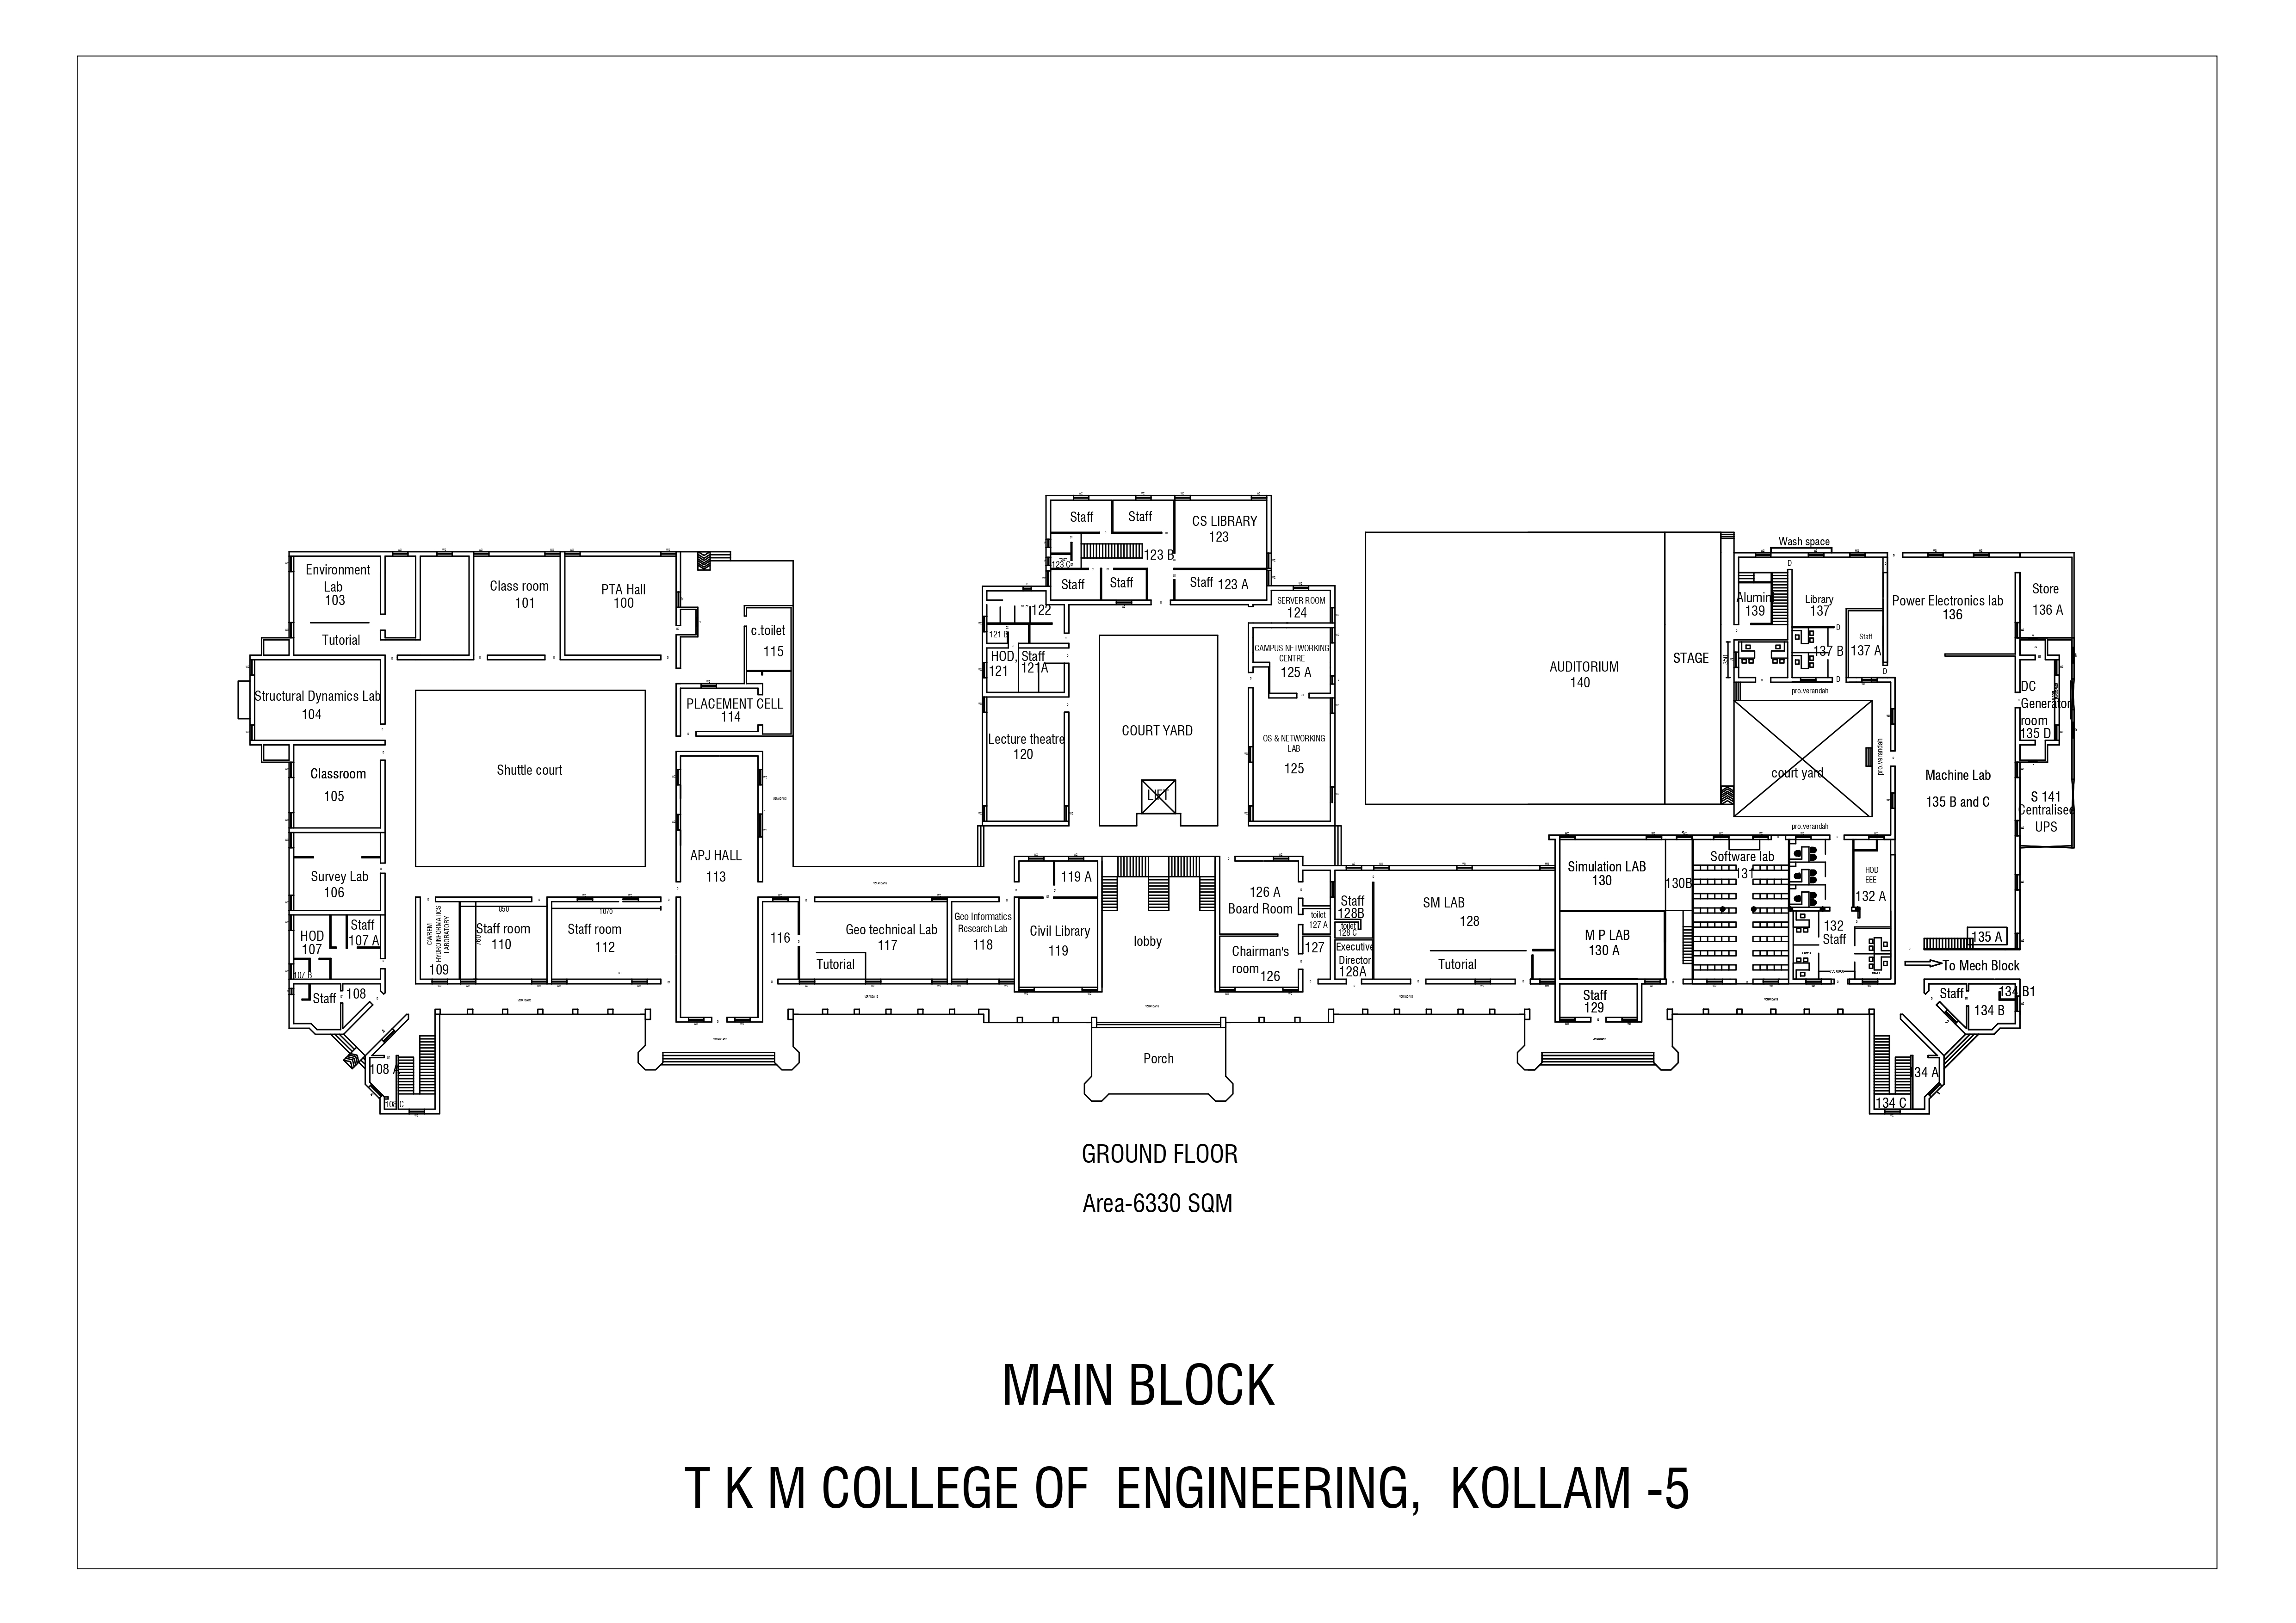 Environment
Lab
103
Tutorial
Class room
101
PTA Hall
100
c.toilet
115
Structural Dynamics Lab
104
PLACEMENT CELL
114
Classroom
105
Shuttle court
Survey Lab
106
APJ HALL
113
HOD
107
Staff
107 A
107 B
Staff
108
108 A
CWREM
HYDROINFORMATICS
LABORATORY
109
850
760
Staff room
110
1070
Staff room
112
116
Geo technical Lab
117
Tutorial
Geo Informatics
Research Lab
118
119 A
Civil Library
119
lobby
Porch
Staff
Staff
CS LIBRARY
123
123 B
123 C
Staff
Staff
Staff 123 A
122
121 B
HOD, Staff
121
121A
Lecture theatre
120
COURT YARD
LIFT
SERVER ROOM
124
CAMPUS NETWORKING
CENTRE
125 A
OS & NETWORKING
LAB
125
126 A
Board Room
Chairman's
room 126
toilet
127 A
127
Staff
128B
toilet
128 C
Executive
Director
128A
SM LAB
128
Tutorial
AUDITORIUM
140
STAGE
350
Simulation LAB
130
130B
M P LAB
130 A
Staff
129
Software lab
131
Wash space
D
Alumini
139
Library
137
D
137 B
Staff
137 A
D
D
pro.verandah
court yard
pro.verandah
pro.verandah
HOD
EEE
132 A
132
Staff
Power Electronics lab
136
Store
136 A
DC
Generator
room
135 D
Machine Lab
135 B and C
S 141
Centralised
UPS
135 A
To Mech Block
Staff
134 B1
134 B
34 A
134 C
GROUND FLOOR
Area-6330 SQM
MAIN BLOCK
T K M COLLEGE OF ENGINEERING, KOLLAM -5